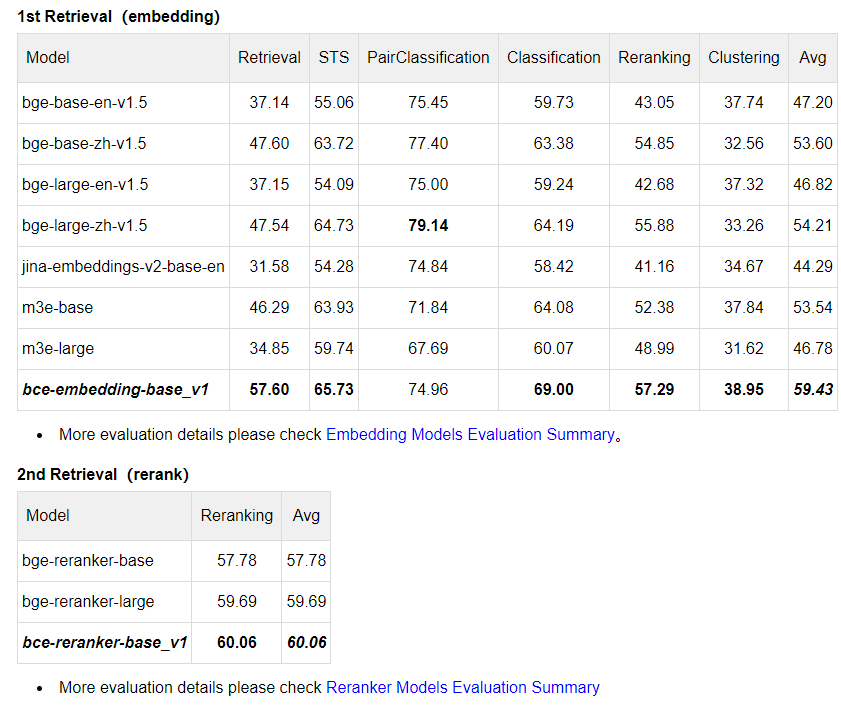 1st Retrieval（embedding)
Model Retrieval STS PairClassification Classification Reranking Clustering Avg
bge-base-en-v1.5 37.14 55.06 75.45 59.73 43.05 37.74 47.20
bge-base-zh-v1.5 47.60 63.72 77.40 63.38 54.85 32.56 53.60
bge-large-en-v1.5 37.15 54.09 75.00 59.24 42.68 37.32 46.82
bge-large-zh-v1.5 47.54 64.73 79.14 64.19 55.88 33.26 54.21
jina-embeddings-v2-base-en 31.58 54.28 74.84 58.42 41.16 34.67 44.29
m3e-base 46.29 63.93 71.84 64.08 52.38 37.84 53.54
m3e-large 34.85 59.74 67.69 60.07 48.99 31.62 46.78
bce-embedding-base_v1 57.60 65.73 74.96 69.00 57.29 38.95 59.43
• More evaluation details please check Embedding Models Evaluation Summary。
2nd Retrieval（rerank)
Model Reranking Avg
bge-reranker-base 57.78 57.78
bge-reranker-large 59.69 59.69
bce-reranker-base_v1 60.06 60.06
• More evaluation details please check Reranker Models Evaluation Summary